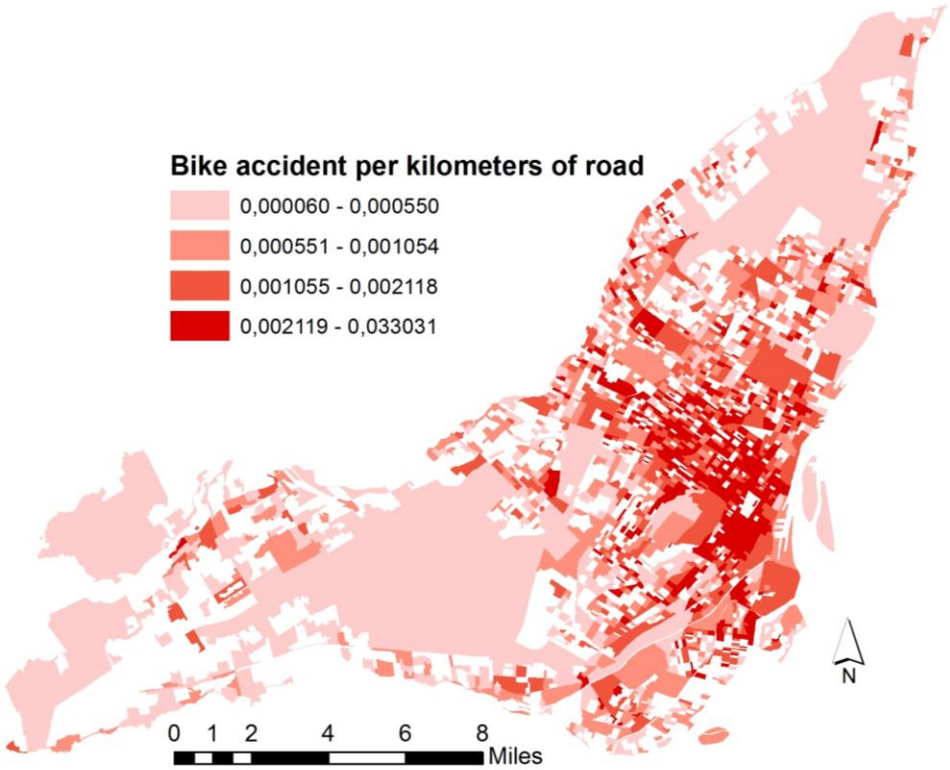 Bike accident per kilometers of road
0,000060 - 0,000550
0,000551 - 0,001054
0,001055 - 0,002118
0,002119 - 0,033031
N
0 1 2 4 6 8
Miles